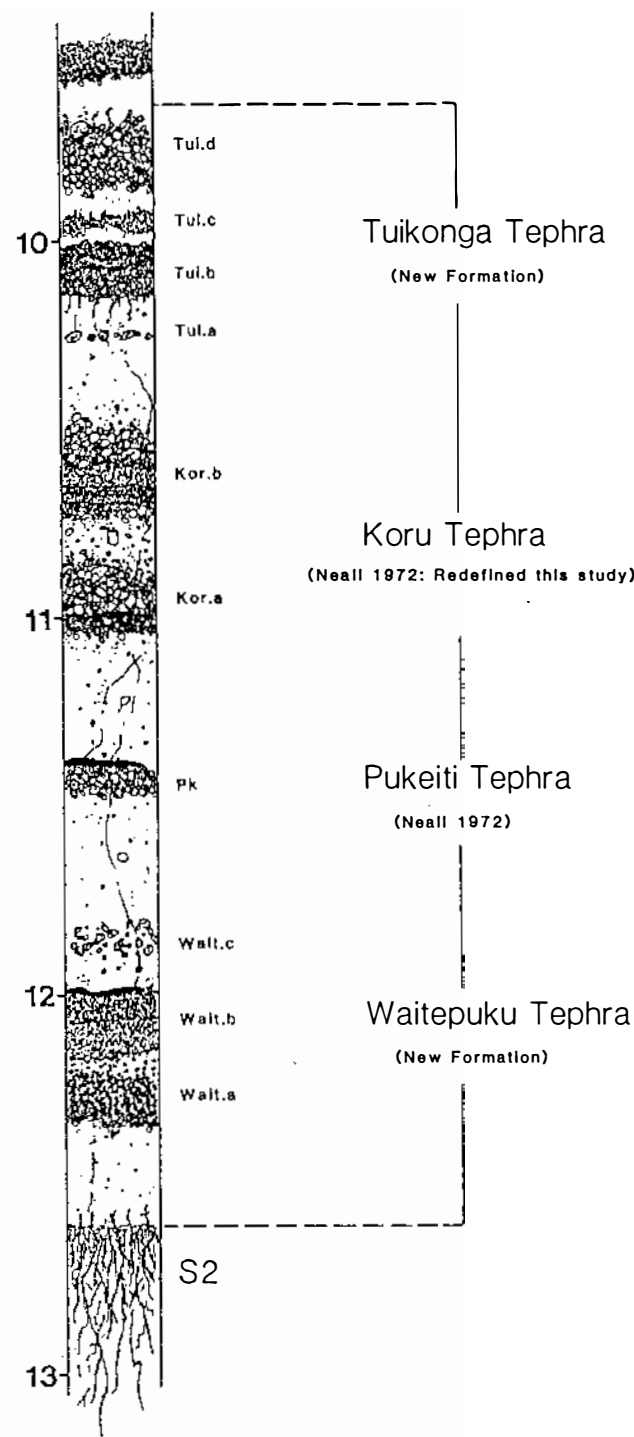 Tui.d
Tui.c
10
Tuikonga Tephra
Tui.b
(New Formation)
Tui.a
Kor.b
Koru Tephra
(Neall 1972: Redefined this study)
Kor.a
11
Pukeiti Tephra
Pk
(Neall 1972)
Wait.c
12
Waitepuku Tephra
Wait.b
(New Formation)
Wait.a
S2
13